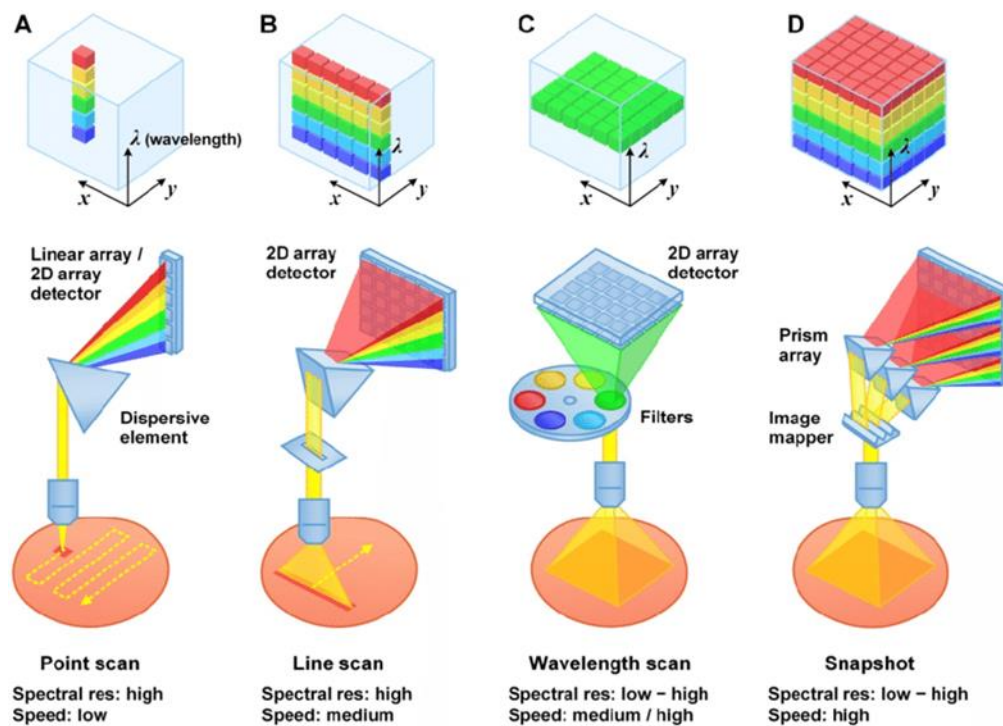 A
λ (wavelength)
x
y
B
λ
x
y
C
λ
x
y
D
λ
x
y
Linear array /
2D array
detector
Dispersive
element
2D array
detector
2D array
detector
Filters
Prism
array
Image
mapper
Point scan
Spectral res: high
Speed: low
Line scan
Spectral res: high
Speed: medium
Wavelength scan
Spectral res: low – high
Speed: medium / high
Snapshot
Spectral res: low – high
Speed: high